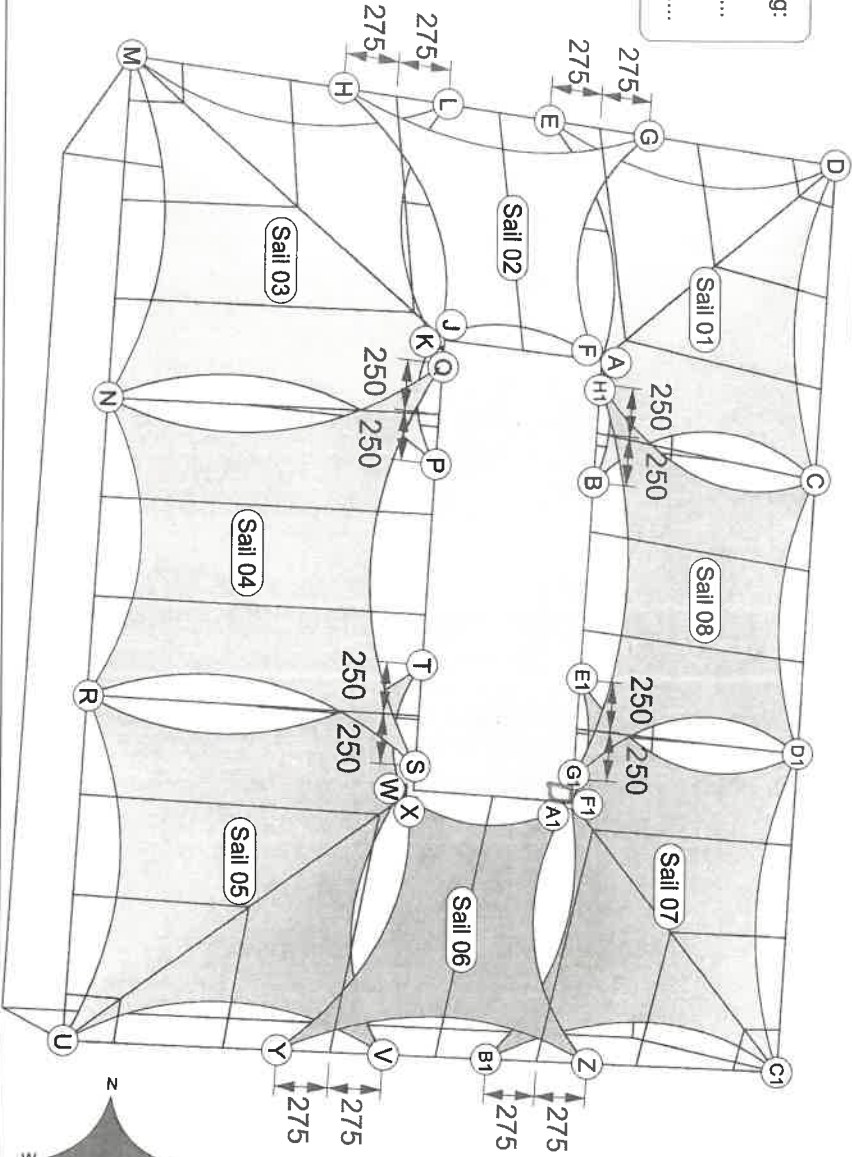 g:
...
...
275
275
275
275
M
H
L
E
G
D
Sail 03
Sail 02
Sail 01
J
K
Q
F
A
H1
250
250
250
250
N
P
B
C
Sail 04
Sail 08
T
E1
250
250
250
250
R
S
W
X
G1
F1
A1
D1
Sail 05
Sail 06
Sail 07
U
Y
V
B1
Z
C1
275
275
275
275
N
W